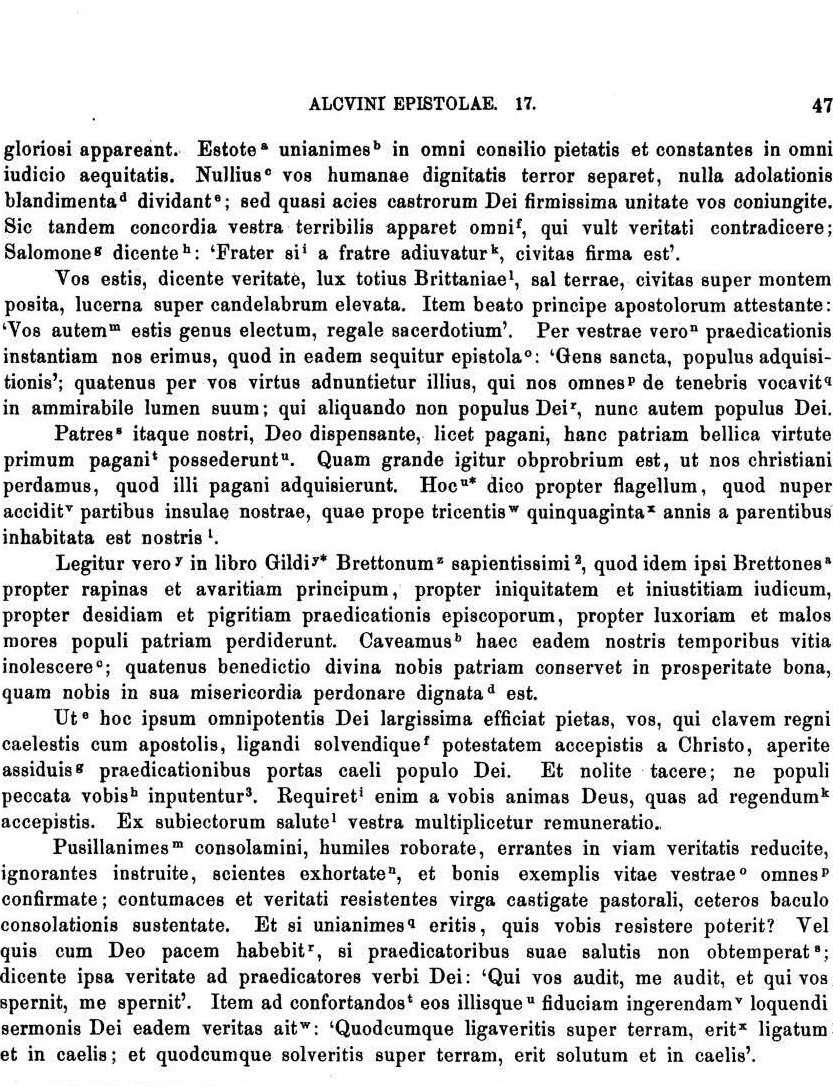 ALCVINI EPISTOLAE. 17. 47
gloriosi appareant. Estote ᵃ unianimes ᵇ in omni consilio pietatis et constantes in omni
iudicio aequitatis. Nullius ᶜ vos humanae dignitatis terror separet, nulla adolationis
blandimenta ᵈ dividant ᵉ; sed quasi acies castrorum Dei firmissima unitate vos coniungite.
Sic tandem concordia vestra terribilis apparet omni ᶠ, qui vult veritati contradicere;
Salomone ᵍ dicente ʰ: ‘Frater si ⁱ a fratre adiuvatur ᵏ, civitas firma est’.
Vos estis, dicente veritate, lux totius Brittaniae ˡ, sal terrae, civitas super montem
posita, lucerna super candelabrum elevata. Item beato principe apostolorum attestante:
‘Vos autem ᵐ estis genus electum, regale sacerdotium’. Per vestrae vero ⁿ praedicationis
instantiam nos erimus, quod in eadem sequitur epistola ᵒ: ‘Gens sancta, populus adquisi-
tionis’; quatenus per vos virtus adnuntietur illius, qui nos omnes ᵖ de tenebris vocavit q
in ammirabile lumen suum; qui aliquando non populus Dei ʳ, nunc autem populus Dei.
Patres ˢ itaque nostri, Deo dispensante, licet pagani, hanc patriam bellica virtute
primum pagani ᵗ possederunt ᵘ. Quam grande igitur obprobrium est, ut nos christiani
perdamus, quod illi pagani adquisierunt. Hoc ᵘ* dico propter flagellum, quod nuper
accidit ᵛ partibus insulaę nostrae, quae prope tricentis ʷ quinquaginta ˣ annis a parentibus
inhabitata est nostris ¹.
Legitur vero ʸ in libro Gildi ʸ* Brettonum ᶻ sapientissimi ², quod idem ipsi Brettones ᵃ
propter rapinas et avaritiam principum, propter iniquitatem et iniustitiam iudicum,
propter desidiam et pigritiam praedicationis episcoporum, propter luxoriam et malos
mores populi patriam perdiderunt. Caveamus ᵇ haec eadem nostris temporibus vitia
inolescere ᶜ; quatenus benedictio divina nobis patriam conservet in prosperitate bona,
quam nobis in sua misericordia perdonare dignata ᵈ est.
Ut ᵉ hoc ipsum omnipotentis Dei largissima efficiat pietas, vos, qui clavem regni
caelestis cum apostolis, ligandi solvendique ᶠ potestatem accepistis a Christo, aperite
assiduis ᵍ praedicationibus portas caeli populo Dei. Et nolite tacere; ne populi
peccata vobis ʰ inputentur ³. Requiret ⁱ enim a vobis animas Deus, quas ad regendum ᵏ
accepistis. Ex subiectorum salute ˡ vestra multiplicetur remuneratio.
Pusillanimes ᵐ consolamini, humiles roborate, errantes in viam veritatis reducite,
ignorantes instruite, scientes exhortate ⁿ, et bonis exemplis vitae vestrae ᵒ omnes ᵖ
confirmate; contumaces et veritati resistentes virga castigate pastorali, ceteros baculo
consolationis sustentate. Et si unianimes q eritis, quis vobis resistere poterit? Vel
quis cum Deo pacem habebit ʳ, si praedicatoribus suae salutis non obtemperat ˢ;
dicente ipsa veritate ad praedicatores verbi Dei: ‘Qui vos audit, me audit, et qui vos
spernit, me spernit’. Item ad confortandos ᵗ eos illisque ᵘ fiduciam ingerendam ᵛ loquendi
sermonis Dei eadem veritas ait ʷ: ‘Quodcumque ligaveritis super terram, erit ˣ ligatum
et in caelis; et quodcumque solveritis super terram, erit solutum et in caelis’.